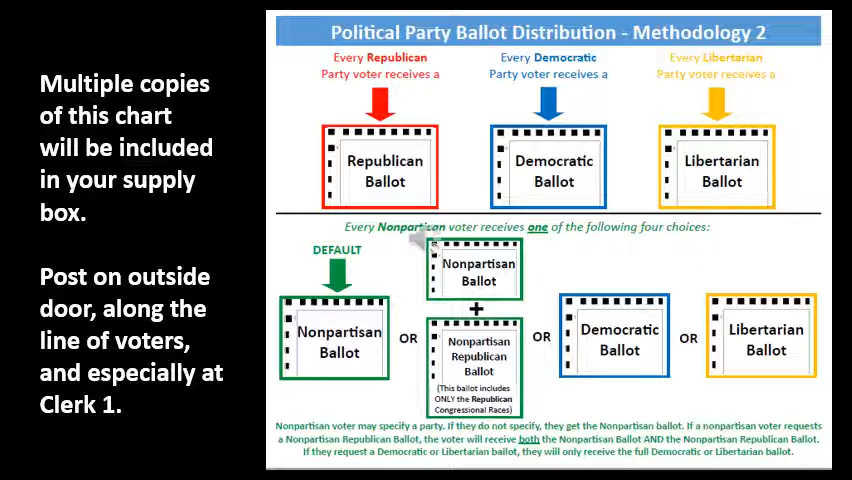 Multiple copies
of this chart
will be included
in your supply
box.
Post on outside
door, along the
line of voters,
and especially at
Clerk 1.
Political Party Ballot Distribution - Methodology 2
Every Republican
Party voter receives a
Every Democratic
Party voter receives a
Every Libertarian
Party voter receives a
Republican
Ballot
Democratic
Ballot
Libertarian
Ballot
Every Nonpartisan voter receives one of the following four choices:
DEFAULT
Nonpartisan
Ballot
OR
Nonpartisan
Ballot
+
Nonpartisan
Republican
Ballot
(This ballot includes
ONLY the Republican
Congressional Races)
OR
Democratic
Ballot
OR
Libertarian
Ballot
Nonpartisan voter may specify a party. If they do not specify, they get the Nonpartisan ballot. If a nonpartisan voter requests
a Nonpartisan Republican Ballot, the voter will receive both the Nonpartisan Ballot AND the Nonpartisan Republican Ballot.
If they request a Democratic or Libertarian ballot, they will only receive the full Democratic or Libertarian ballot.